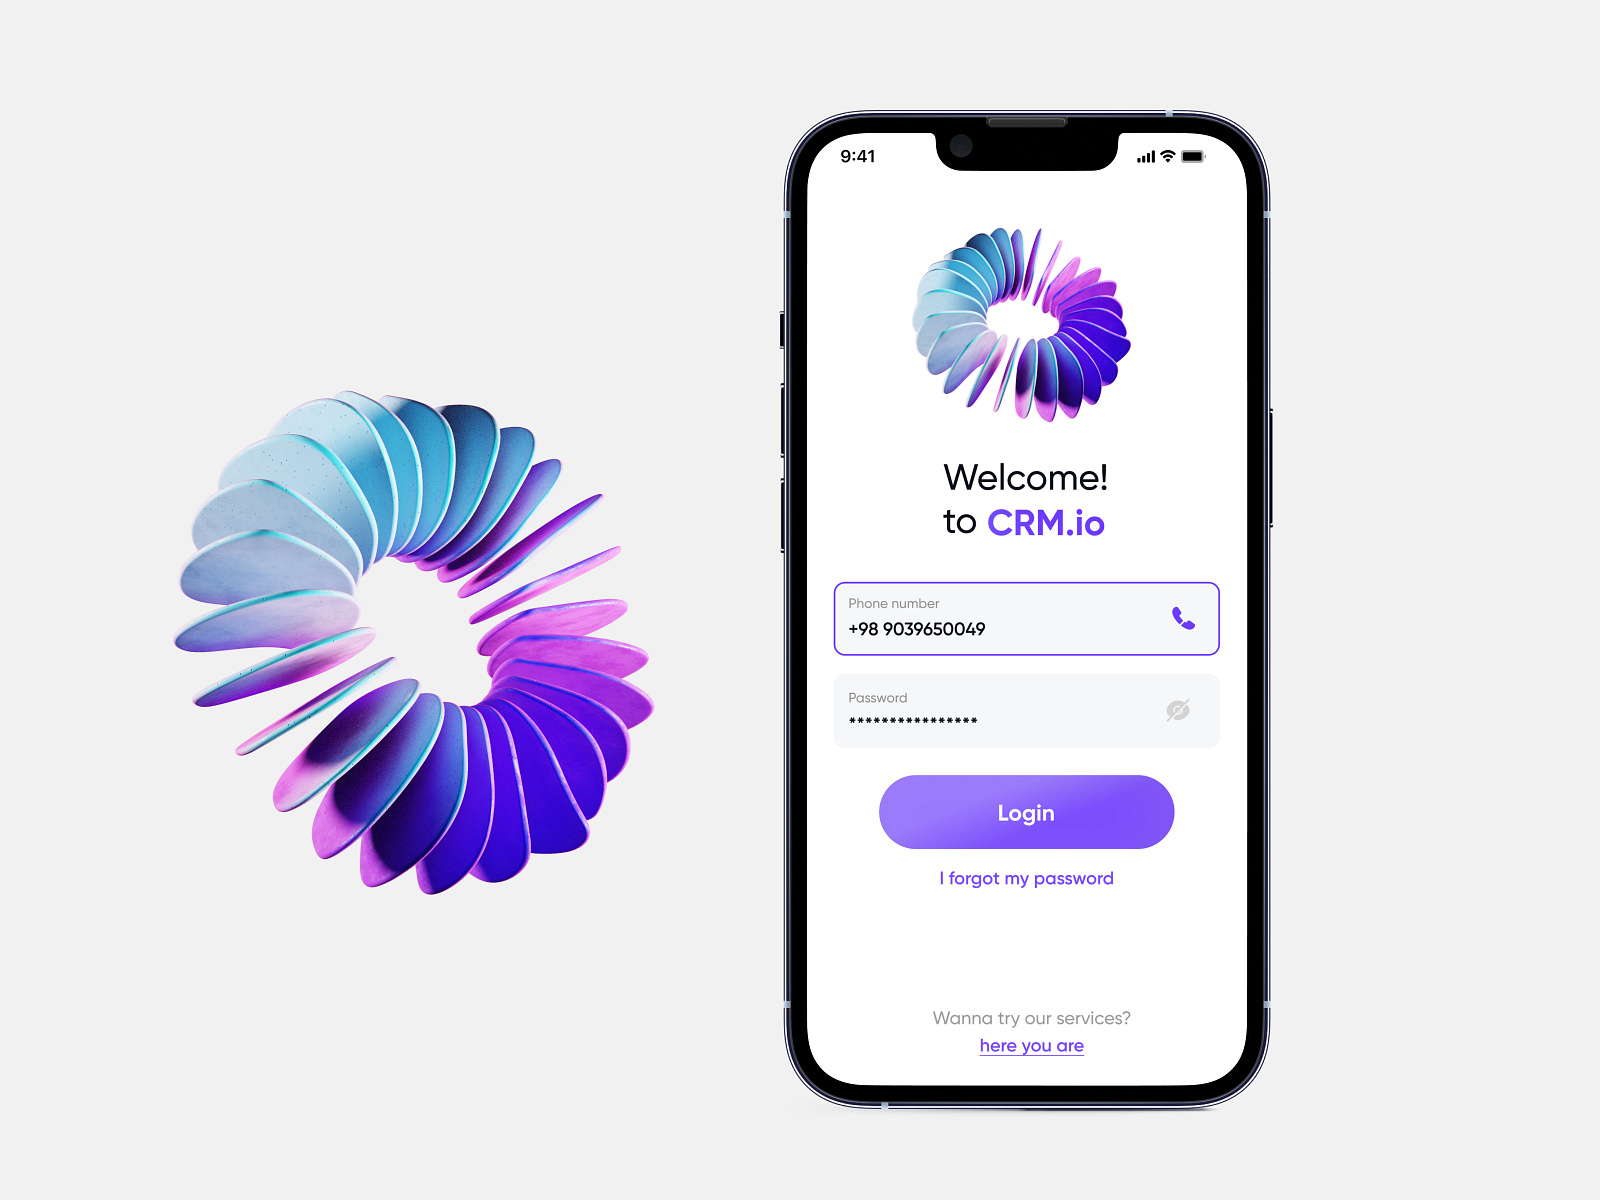 9:41
Welcome!
to CRM.io
Phone number
+98 9039650049
Password
****************
Login
I forgot my password
Wanna try our services?
here you are